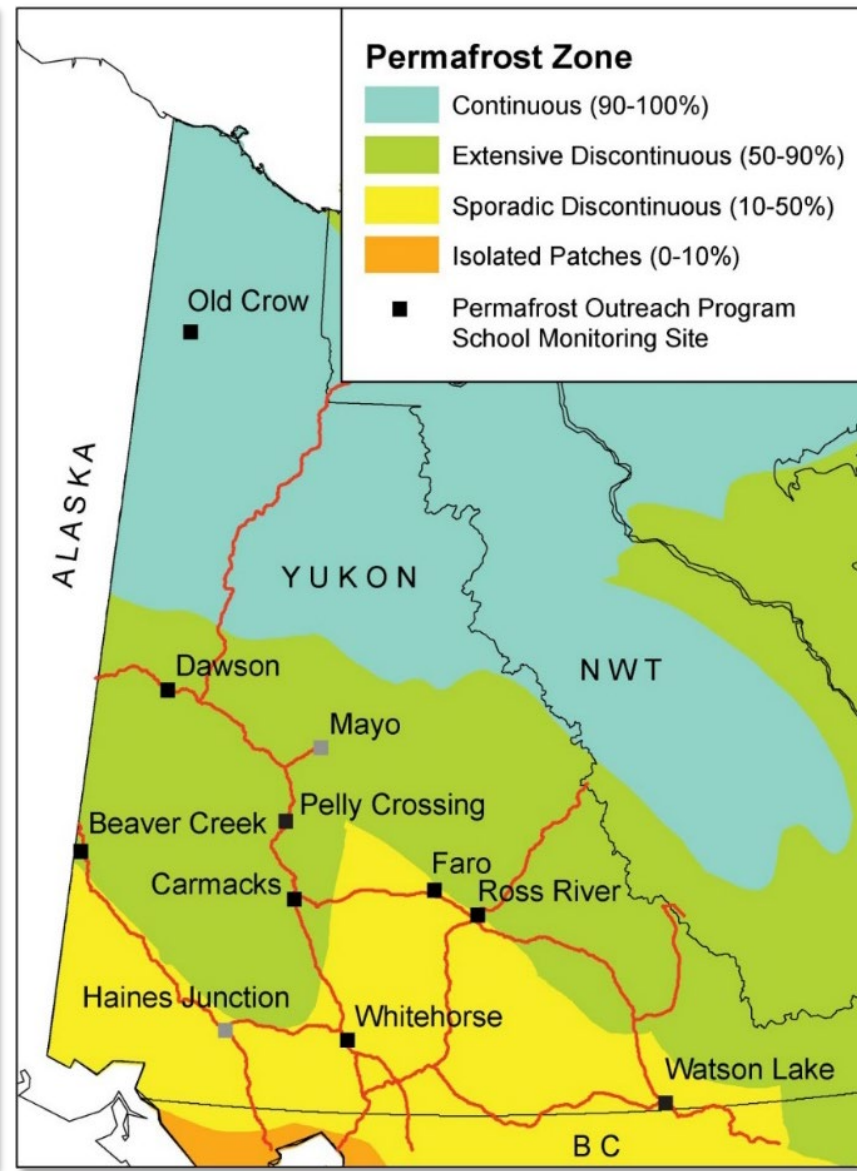 Permafrost Zone
Continuous (90-100%)
Extensive Discontinuous (50-90%)
Sporadic Discontinuous (10-50%)
Isolated Patches (0-10%)
Permafrost Outreach Program
School Monitoring Site
Old Crow
ALASKA
YUKON
NWT
Dawson
Mayo
Pelly Crossing
Beaver Creek
Faro
Carmacks
Ross River
Haines Junction
Whitehorse
Watson Lake
BC